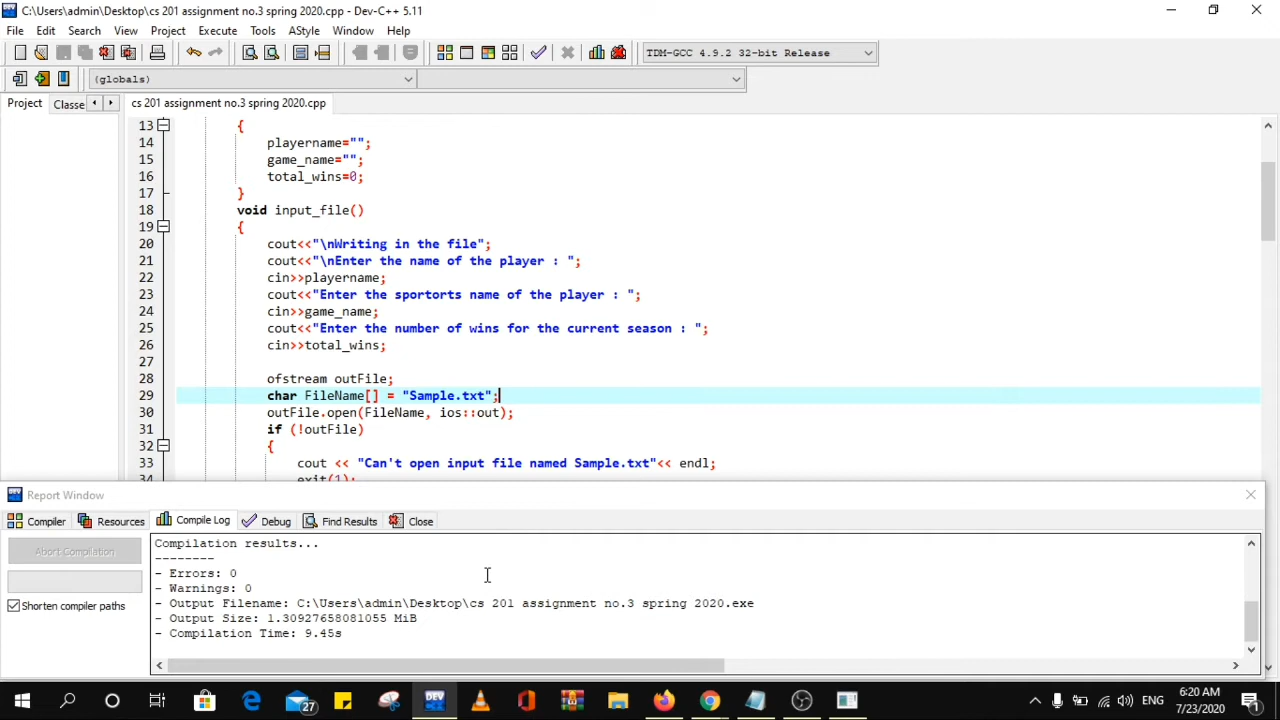 C:\Users\admin\Desktop\cs 201 assignment no.3 spring 2020.cpp - Dev-C++ 5.11
File Edit Search View Project Execute Tools AStyle Window Help
TDM-GCC 4.9.2 32-bit Release
(globals)
Project Classe cs 201 assignment no.3 spring 2020.cpp
13 {
14 playername="";
15 game_name="";
16 total_wins=0;
17 }
18 void input_file()
19 {
20 cout<<"\nWriting in the file";
21 cout<<"\nEnter the name of the player : ";
22 cin>>playername;
23 cout<<"Enter the sportorts name of the player : ";
24 cin>>game_name;
25 cout<<"Enter the number of wins for the current season : ";
26 cin>>total_wins;
27
28 ofstream outFile;
29 char FileName[] = "Sample.txt";
30 outFile.open(FileName, ios::out);
31 if (!outFile)
32 {
33 cout << "Can't open input file named Sample.txt"<< endl;
34 exit(1);
Report Window
Compiler Resources Compile Log Debug Find Results Close
Abort Compilation
Shorten compiler paths
Compilation results...
--------
- Errors: 0
- Warnings: 0
- Output Filename: C:\Users\admin\Desktop\cs 201 assignment no.3 spring 2020.exe
- Output Size: 1.30927658081055 MiB
- Compilation Time: 9.45s
27
ENG
6:20 AM
7/23/2020
1